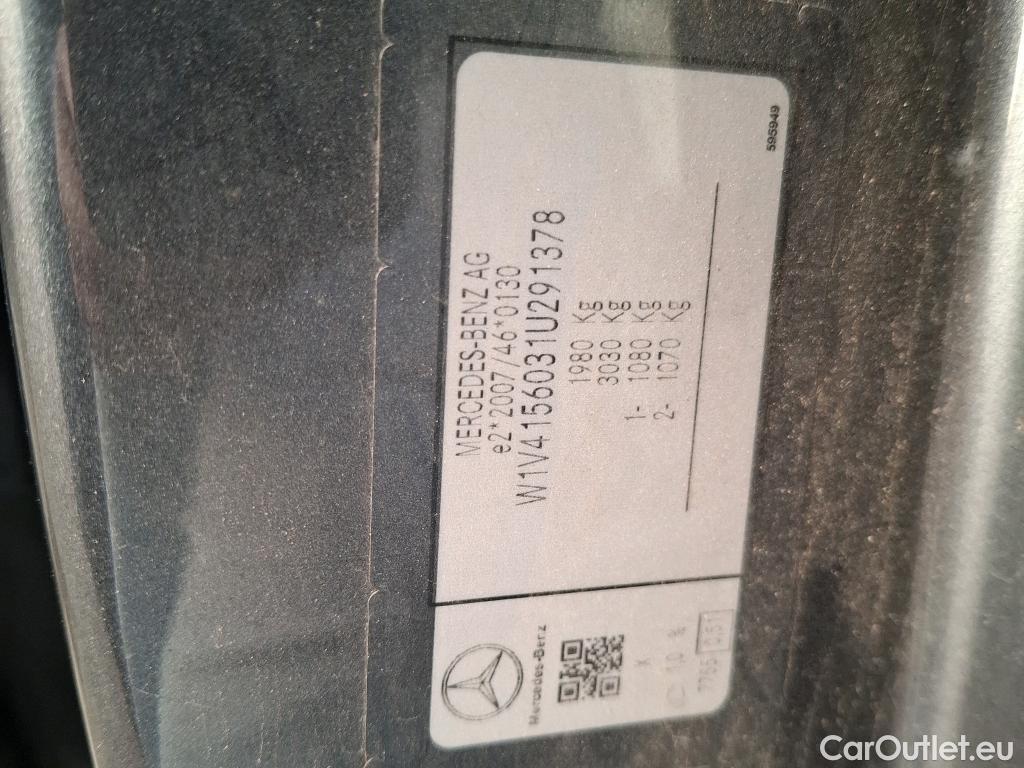 MERCEDES-BENZ AG
e2*2007/46*0130
W1V4156031U291378
1980 Kg
3030 Kg
1- 1080 Kg
2- 1070 Kg
595949
Mercedes-Benz
X
7765
CarOutlet.eu